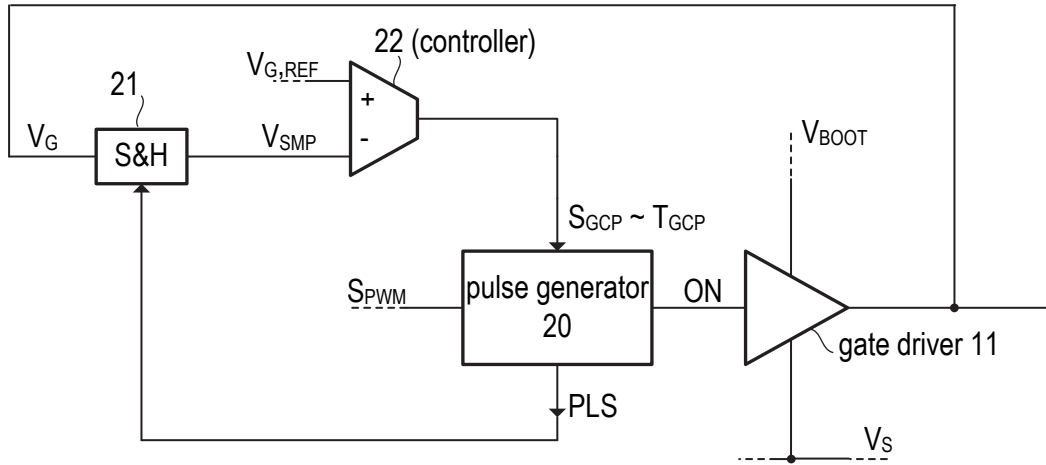 22 (controller)
VG,REF
21
+
VG
S&H
VSMP
-
VBOOT
SGCP ~ TGCP
SPWM
pulse generator
20
ON
gate driver 11
PLS
VS